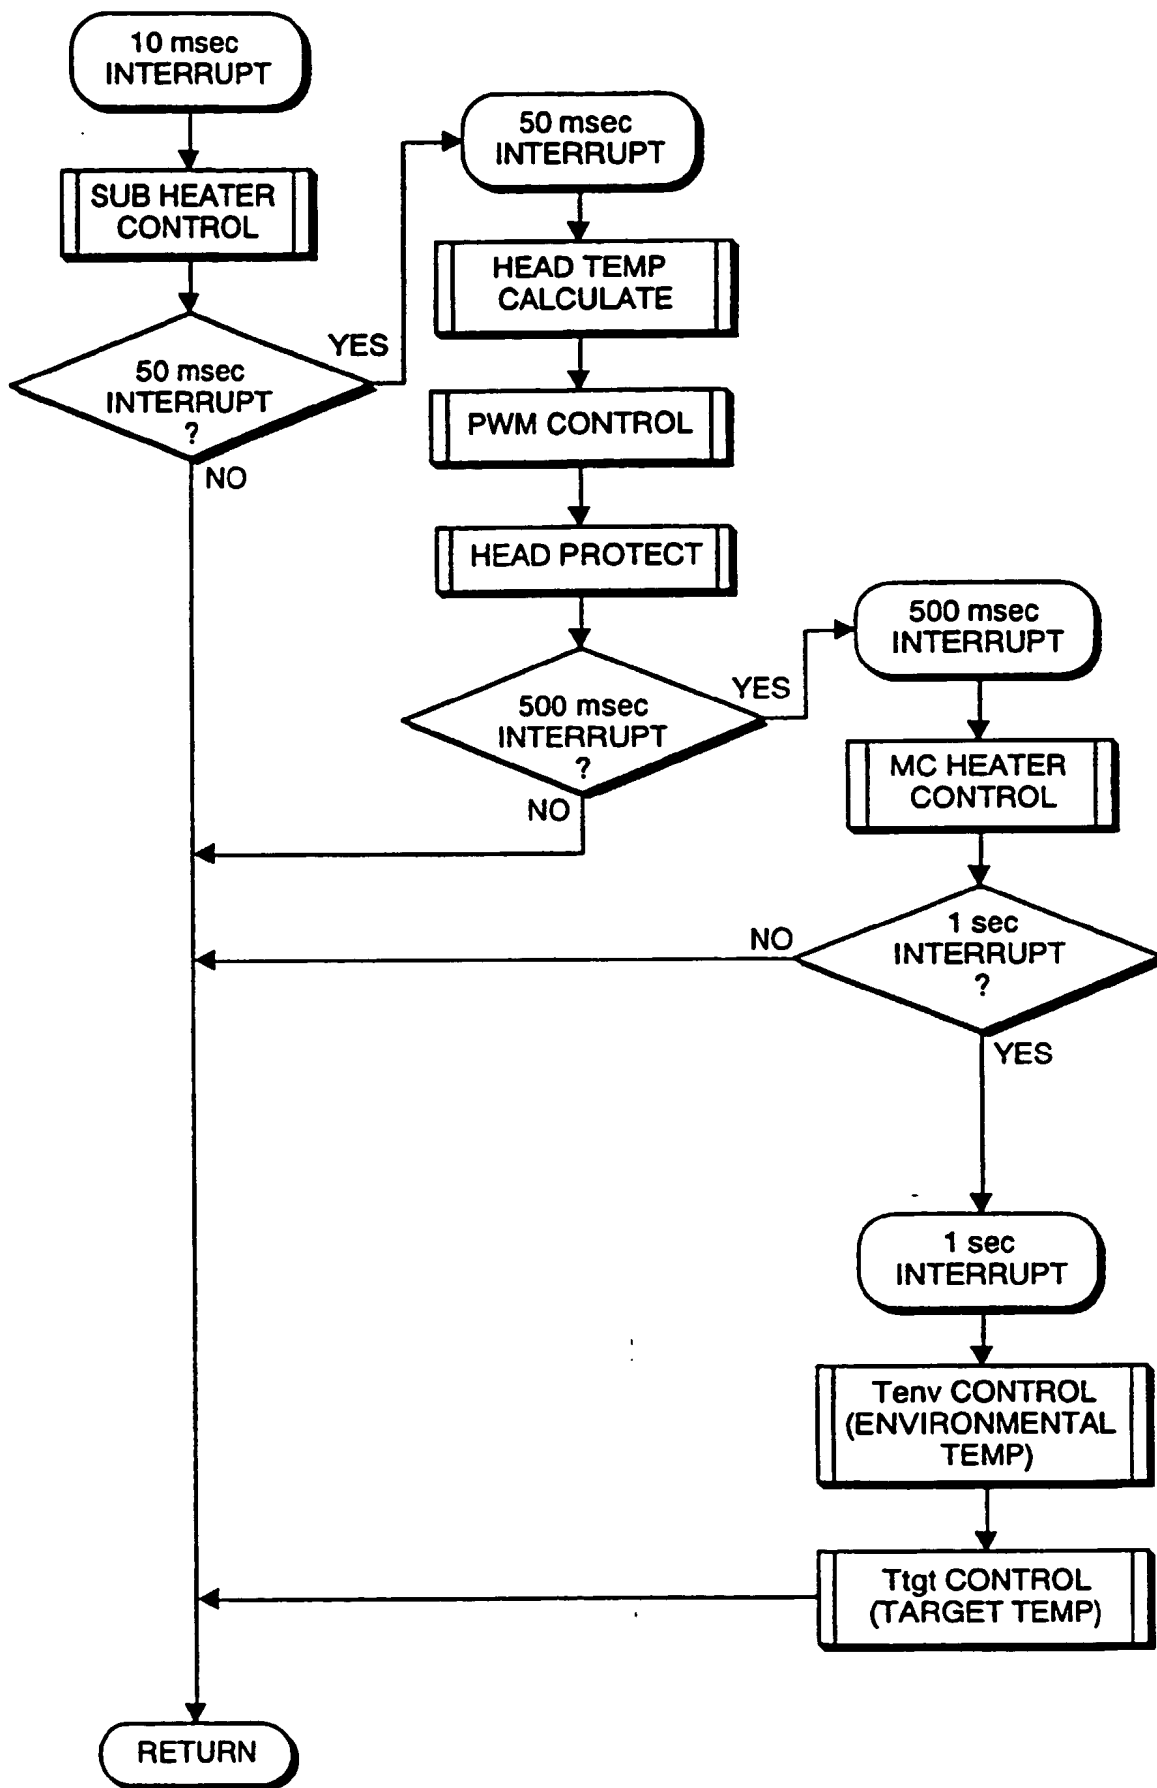 10 msec
INTERRUPT
SUB HEATER
CONTROL
50 msec
INTERRUPT
?
YES
NO
50 msec
INTERRUPT
HEAD TEMP
CALCULATE
PWM CONTROL
HEAD PROTECT
500 msec
INTERRUPT
?
YES
NO
500 msec
INTERRUPT
MC HEATER
CONTROL
1 sec
INTERRUPT
?
NO
YES
1 sec
INTERRUPT
Tenv CONTROL
(ENVIRONMENTAL
TEMP)
Ttgt CONTROL
(TARGET TEMP)
RETURN